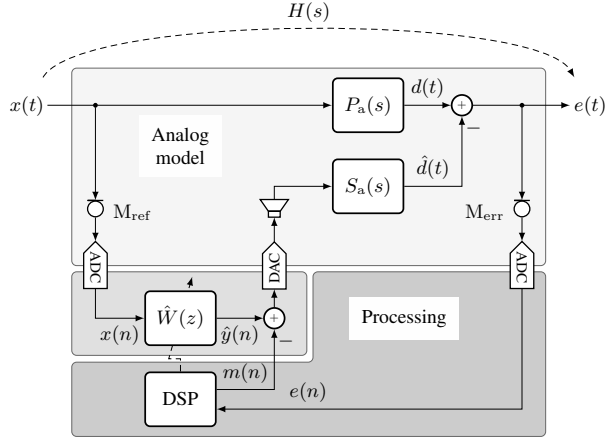 H(s)
x(t)
P_a(s)
d(t)
+
−
e(t)
Analog
model
S_a(s)
d̂(t)
M_ref
M_err
ADC
DAC
ADC
x(n)
Ŵ(z)
ŷ(n)
+
−
Processing
m(n)
DSP
e(n)